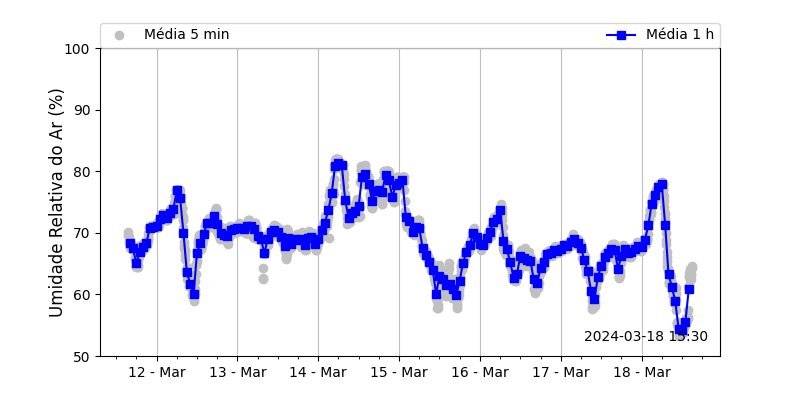 Média 5 min Média 1 h
Umidade Relativa do Ar (%)
100
90
80
70
60
50
2024-03-18 15:30
12 - Mar 13 - Mar 14 - Mar 15 - Mar 16 - Mar 17 - Mar 18 - Mar